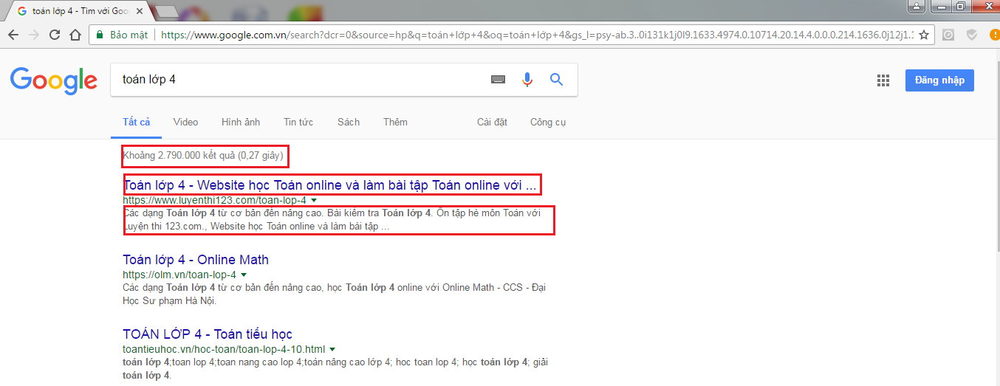 toán lớp 4 - Tìm với Goo
Bảo mật
https://www.google.com.vn/search?dcr=0&source=hp&q=toán+lớp+4&oq=toán+lớp+4&gs_l=psy-ab.3..0i131k1j0l9.1633.4974.0.10714.20.14.4.0.0.0.214.1636.0j12j1.1
Google
toán lớp 4
Đăng nhập
Tất cả Video Hình ảnh Tin tức Sách Thêm Cài đặt Công cụ
Khoảng 2.790.000 kết quả (0,27 giây)
Toán lớp 4 - Website học Toán online và làm bài tập Toán online với ...
https://www.luyenthi123.com/toan-lop-4
Các dạng Toán lớp 4 từ cơ bản đến nâng cao. Bài kiểm tra Toán lớp 4. Ôn tập hè môn Toán với
Luyện thi 123.com., Website học Toán online và làm bài tập ...
Toán lớp 4 - Online Math
https://olm.vn/toan-lop-4
Các dạng Toán lớp 4 từ cơ bản đến nâng cao, học Toán lớp 4 online với Online Math - CCS - Đại
Học Sư phạm Hà Nội.
TOÁN LỚP 4 - Toán tiểu học
toantieuhoc.vn/hoc-toan/toan-lop-4-10.html
toán lớp 4;toan lop 4;toan nang cao lop 4;toán nâng cao lớp 4; hoc toan lop 4; học toán lớp 4; giải
toán lớp 4.